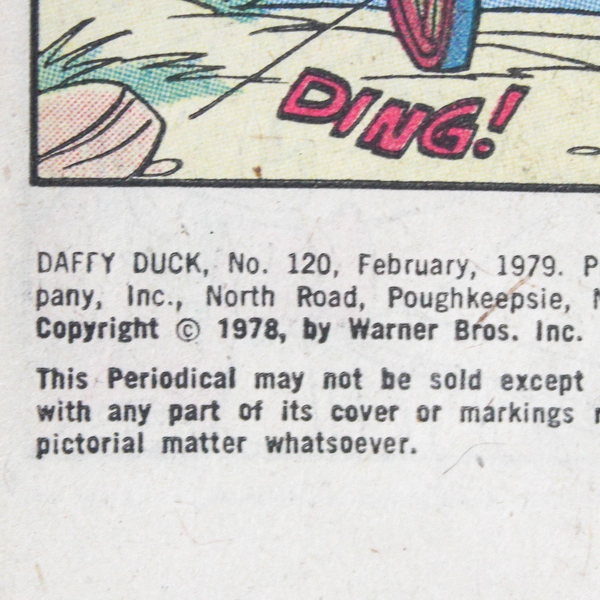 DING!
DAFFY DUCK, No. 120, February, 1979. P
pany, Inc., North Road, Poughkeepsie, N
Copyright © 1978, by Warner Bros. Inc.
This Periodical may not be sold except
with any part of its cover or markings
pictorial matter whatsoever.